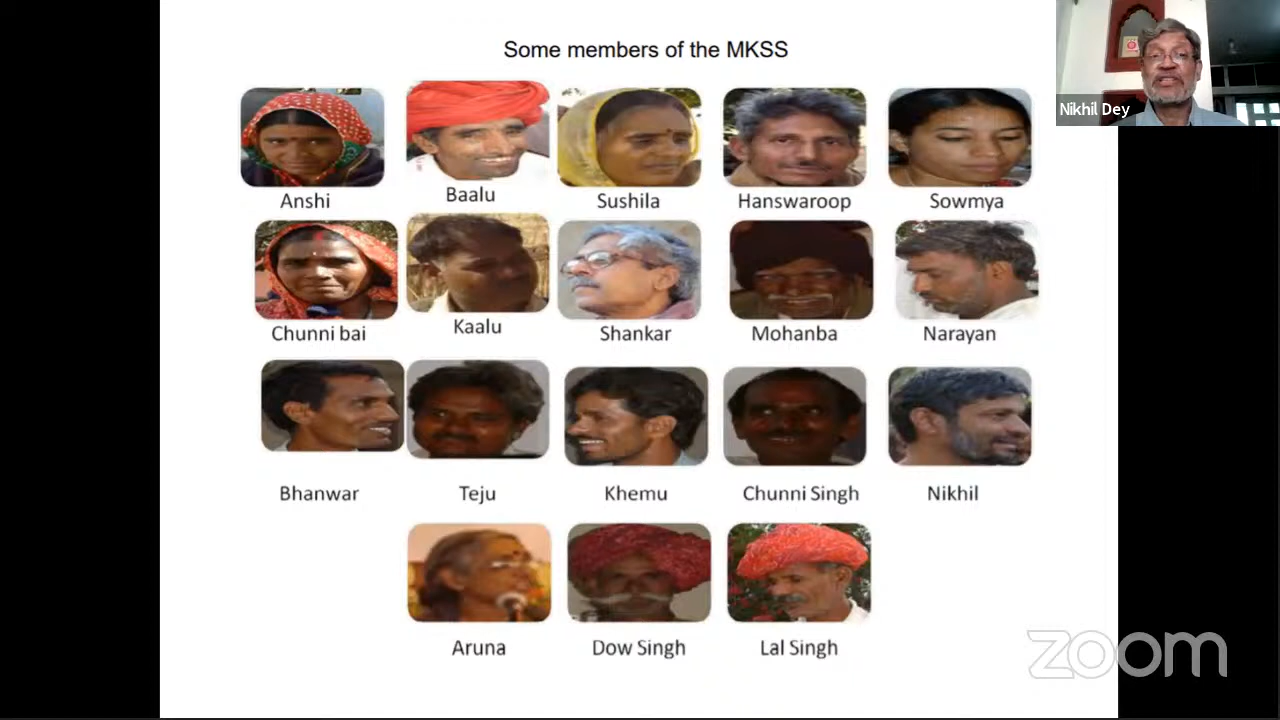 Some members of the MKSS
Nikhil Dey
Anshi
Baalu
Sushila
Hanswaroop
Sowmya
Chunni bai
Kaalu
Shankar
Mohanba
Narayan
Bhanwar
Teju
Khemu
Chunni Singh
Nikhil
Aruna
Dow Singh
Lal Singh
zoom